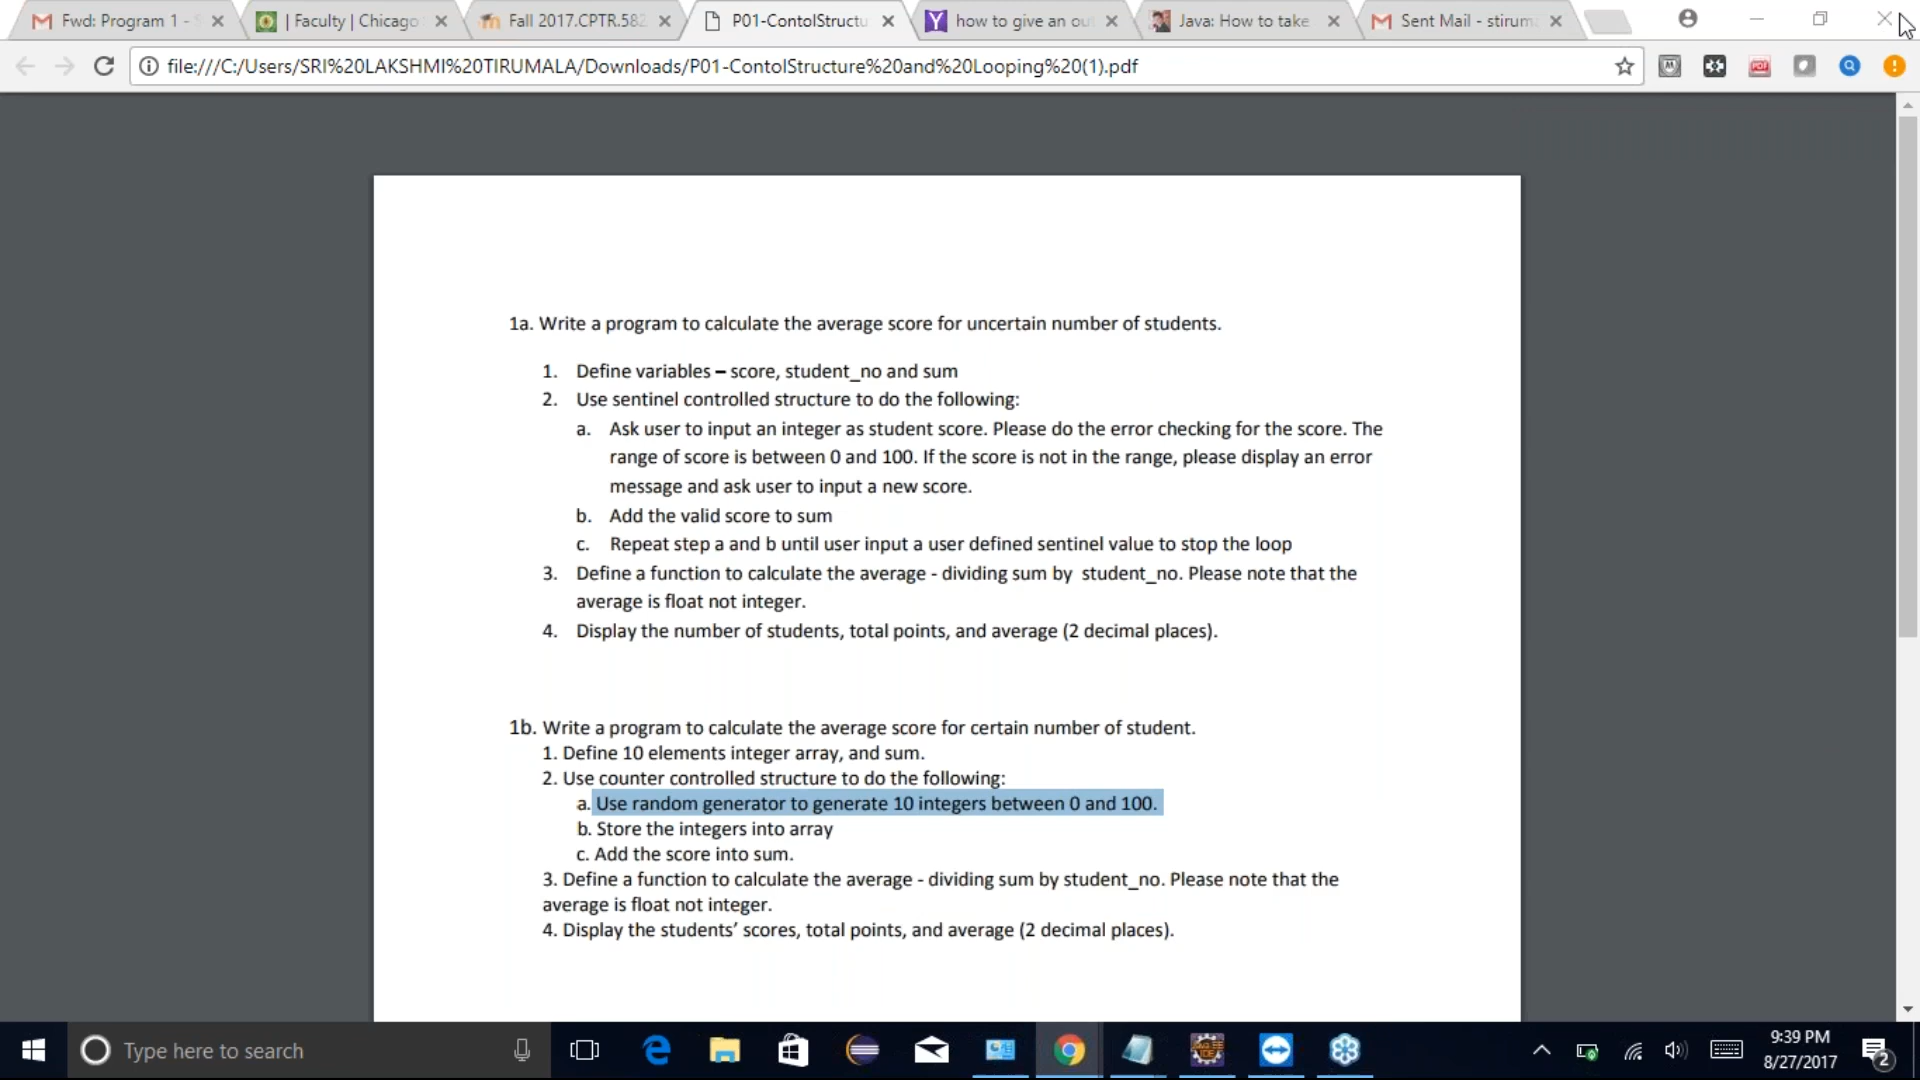 Fwd: Program 1 -
| Faculty | Chicago
Fall 2017.CPTR.582
P01-ContolStructu
how to give an out
Java: How to take
Sent Mail - stirum
file:///C:/Users/SRI%20LAKSHMI%20TIRUMALA/Downloads/P01-ContolStructure%20and%20Looping%20(1).pdf
1a. Write a program to calculate the average score for uncertain number of students.
1. Define variables – score, student_no and sum
2. Use sentinel controlled structure to do the following:
a. Ask user to input an integer as student score. Please do the error checking for the score. The
range of score is between 0 and 100. If the score is not in the range, please display an error
message and ask user to input a new score.
b. Add the valid score to sum
c. Repeat step a and b until user input a user defined sentinel value to stop the loop
3. Define a function to calculate the average - dividing sum by student_no. Please note that the
average is float not integer.
4. Display the number of students, total points, and average (2 decimal places).
1b. Write a program to calculate the average score for certain number of student.
1. Define 10 elements integer array, and sum.
2. Use counter controlled structure to do the following:
a. Use random generator to generate 10 integers between 0 and 100.
b. Store the integers into array
c. Add the score into sum.
3. Define a function to calculate the average - dividing sum by student_no. Please note that the
average is float not integer.
4. Display the students’ scores, total points, and average (2 decimal places).
Type here to search
9:39 PM
8/27/2017
2